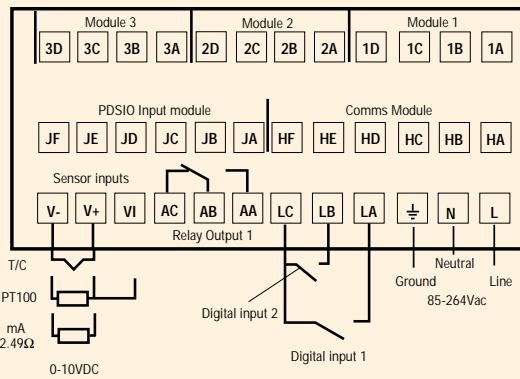 Module 3 Module 2 Module 1
3D 3C 3B 3A 2D 2C 2B 2A 1D 1C 1B 1A
PDSIO Input module Comms Module
JF JE JD JC JB JA HF HE HD HC HB HA
Sensor inputs
V- V+ VI AC AB AA LC LB LA N L
Relay Output 1
T/C
Neutral
Ground Line
PT100
85-264Vac
Digital input 2
mA
2.49Ω
Digital input 1
0-10VDC